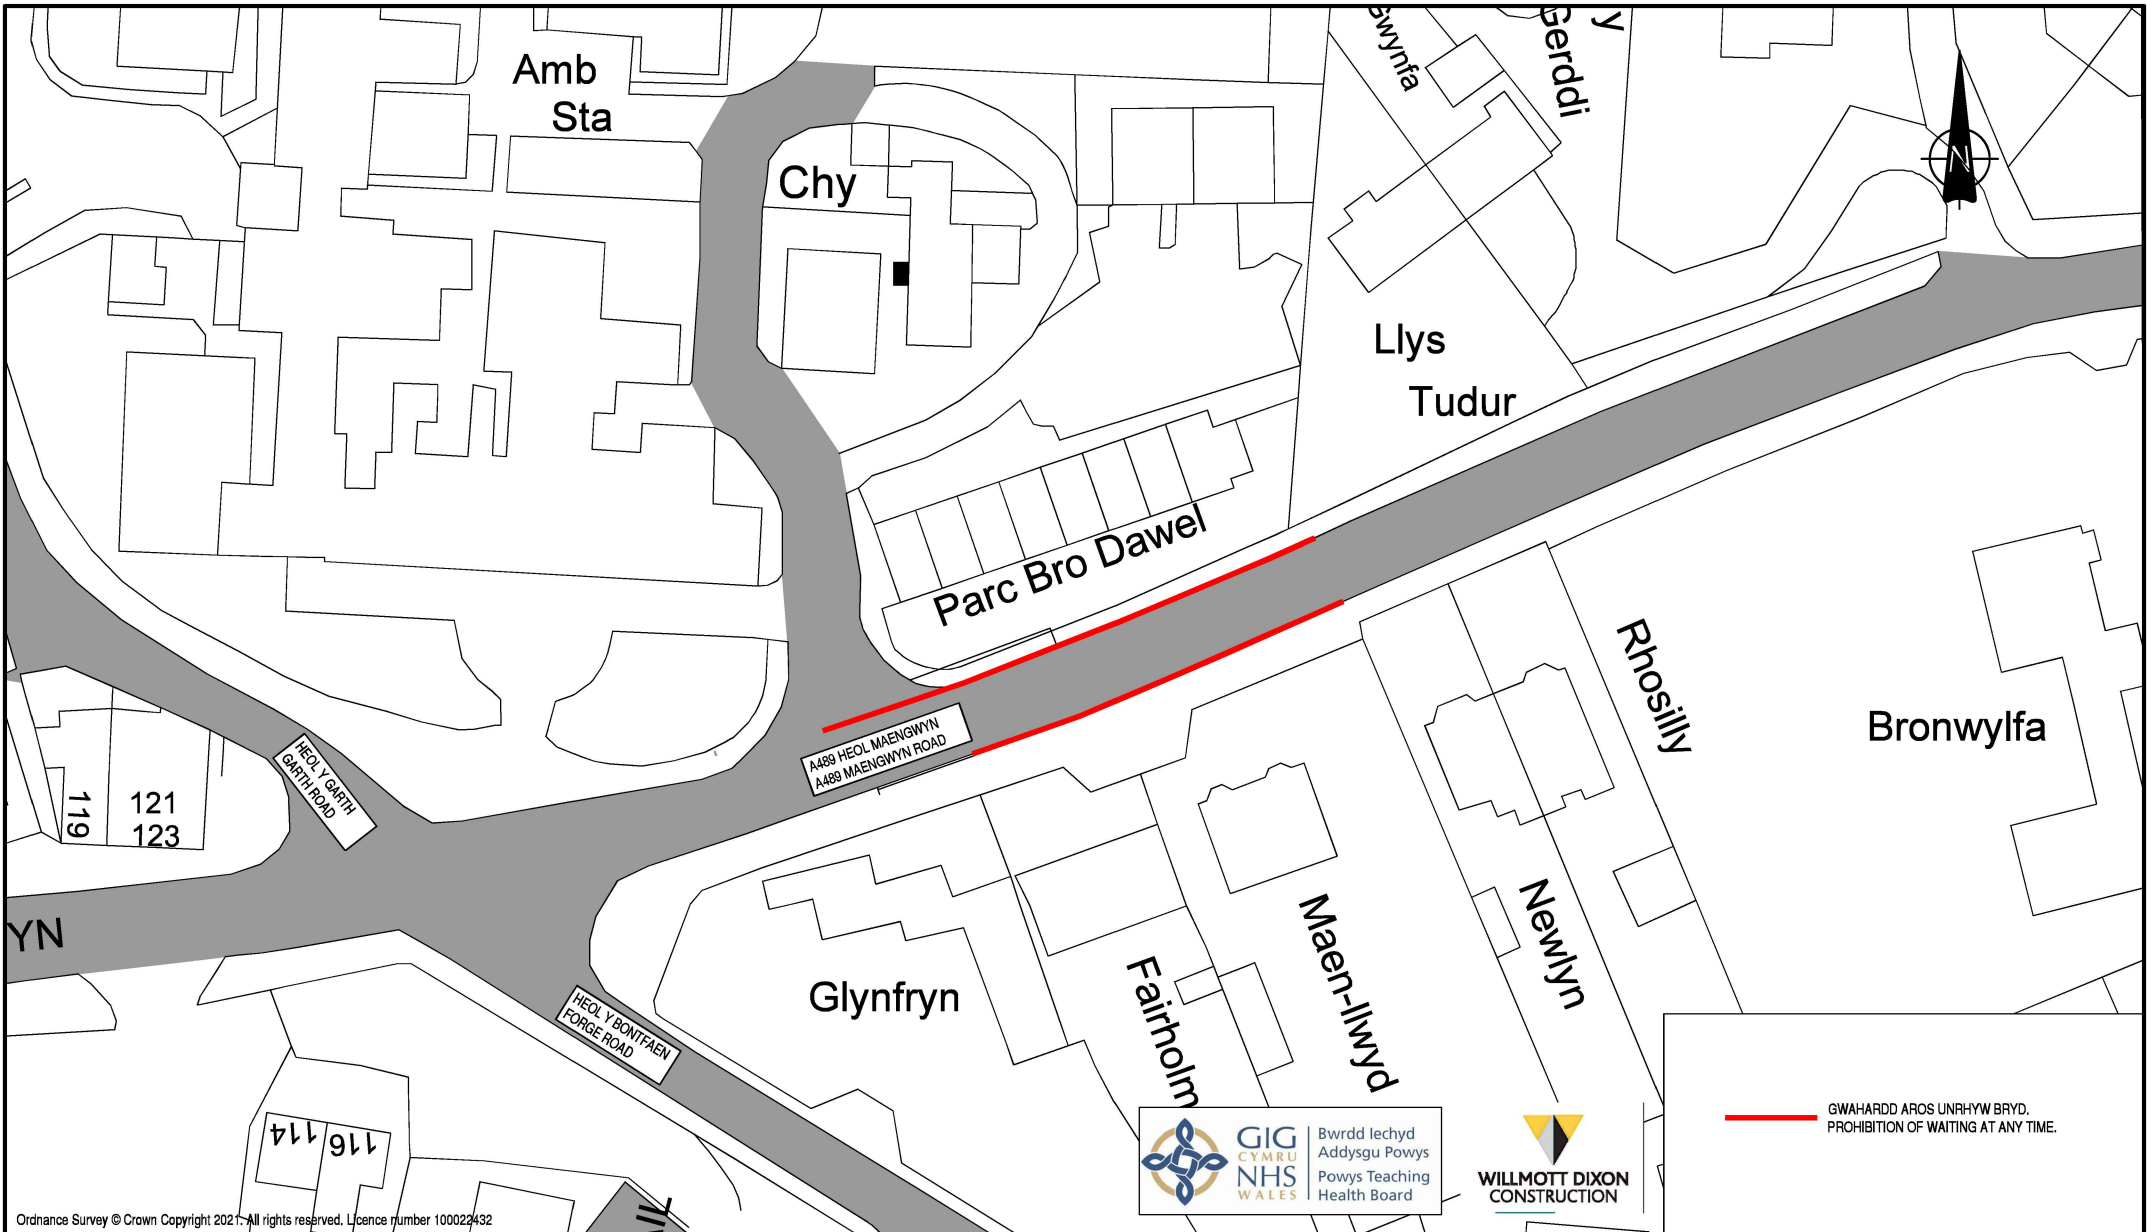 Amb
Sta
Gwynfa
Gerddi
y
N
Chy
Llys
Tudur
Parc Bro Dawel
Rhosilly
Bronwylfa
A489 HEOL MAENGWYN
A489 MAENGWYN ROAD
HEOL Y GARTH
GARTH ROAD
119
121
123
YN
Glynfryn
Fairholm
Maen-llwyd
Newlyn
HEOL Y BONTFAEN
FORGE ROAD
114
116
GIG
CYMRU
NHS
WALES
Bwrdd Iechyd
Addysgu Powys
Powys Teaching
Health Board
WILLMOTT DIXON
CONSTRUCTION
GWAHARDD AROS UNRHYW BRYD.
PROHIBITION OF WAITING AT ANY TIME.
Ordnance Survey © Crown Copyright 2021. All rights reserved. Licence number 100022432